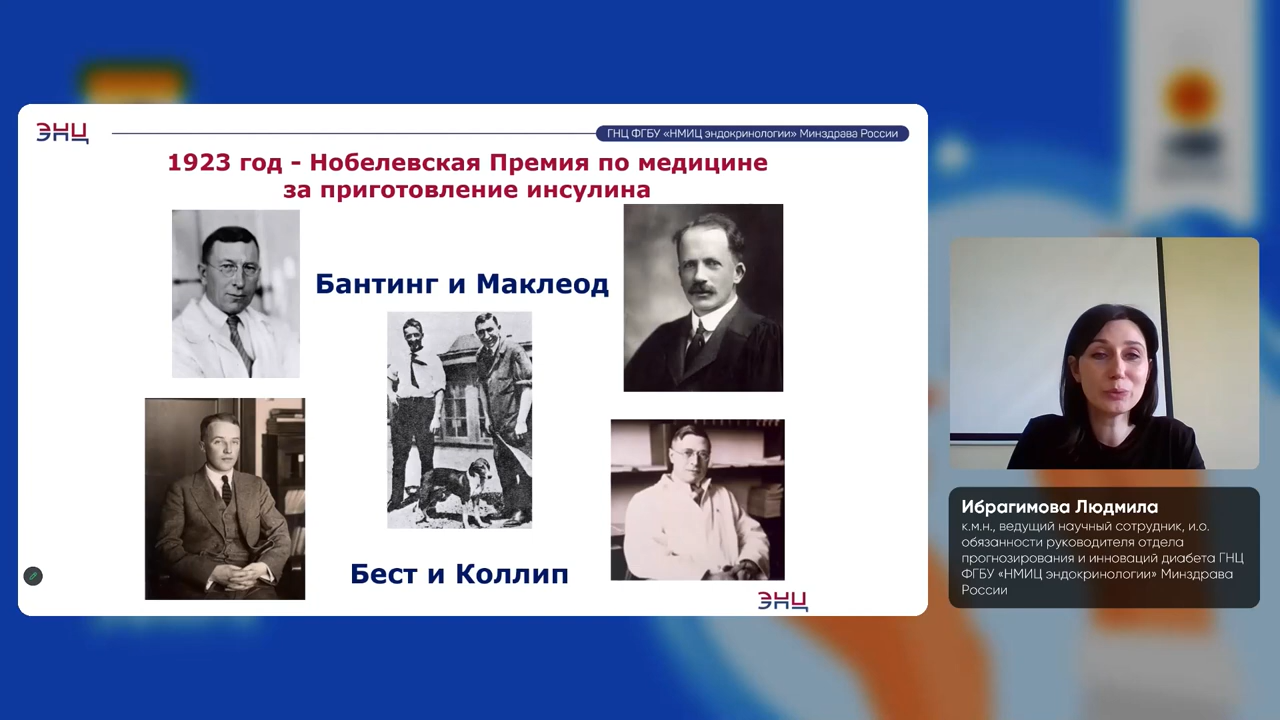 ЭНЦ
ГНЦ ФГБУ «НМИЦ эндокринологии» Минздрава России
1923 год - Нобелевская Премия по медицине
за приготовление инсулина
Бантинг и Маклеод
Бест и Коллип
ЭНЦ
Ибрагимова Людмила
к.м.н., ведущий научный сотрудник, и.о.
обязанности руководителя отдела
прогнозирования и инноваций диабета ГНЦ
ФГБУ «НМИЦ эндокринологии» Минздрава
России